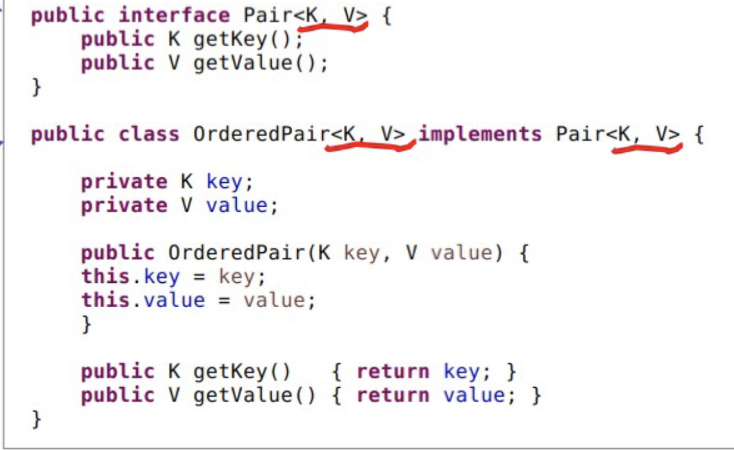 public interface Pair<K, V> {
public K getKey();
public V getValue();
}
public class OrderedPair<K, V> implements Pair<K, V> {
private K key;
private V value;
public OrderedPair(K key, V value) {
this.key = key;
this.value = value;
}
public K getKey()   { return key; }
public V getValue() { return value; }
}